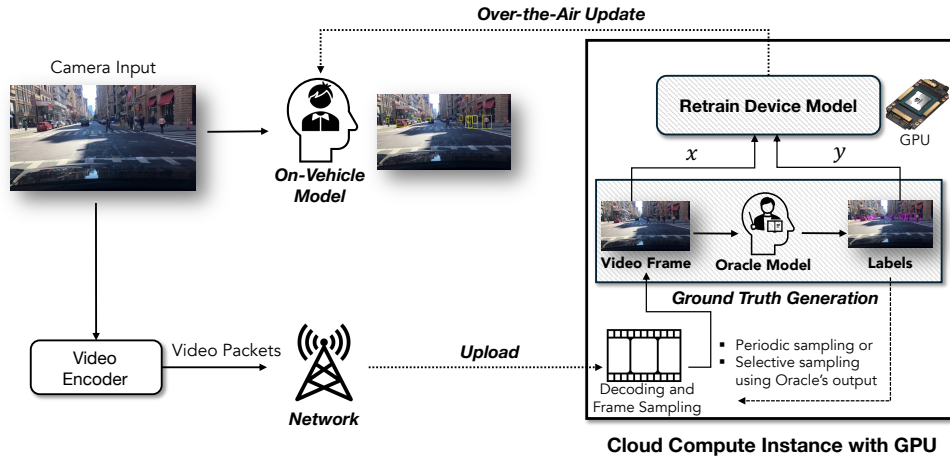 Over-the-Air Update
Camera Input
Retrain Device Model
GPU
On-Vehicle
Model
x
y
Video Frame
Oracle Model
Labels
Ground Truth Generation
Video
Encoder
Video Packets
Network
Upload
Decoding and
Frame Sampling
▪ Periodic sampling or
▪ Selective sampling
using Oracle's output
Cloud Compute Instance with GPU